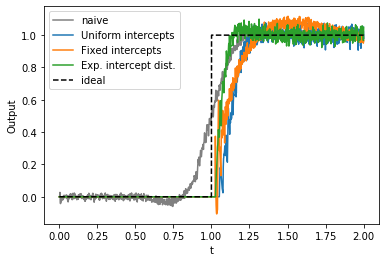 naive
Uniform intercepts
Fixed intercepts
Exp. intercept dist.
ideal
1.0
0.8
0.6
0.4
0.2
0.0
Output
0.00 0.25 0.50 0.75 1.00 1.25 1.50 1.75 2.00
t